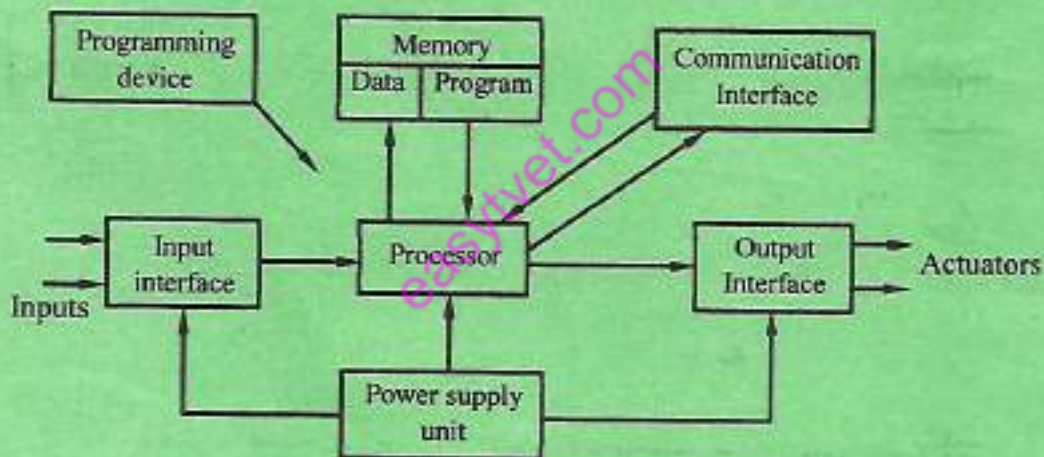 Programming
device
Memory
Data Program
Communication
Interface
Input
interface
Inputs
Processor
Output
Interface
Actuators
Power supply
unit
easytvet.com